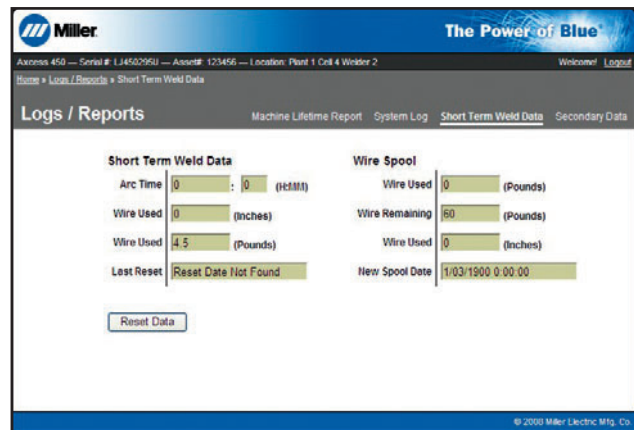 Miller
The Power of Blue®
Axcess 450 — Serial #: LJ450295U — Asset#: 123456 — Location: Plant 1 Cell 4 Welder 2
Welcome! Logout
Home » Logs / Reports » Short Term Weld Data
Logs / Reports
Machine Lifetime Report System Log Short Term Weld Data Secondary Data
Short Term Weld Data
Arc Time 0 : 0 (H:MM)
Wire Used 0 (Inches)
Wire Used 4.5 (Pounds)
Last Reset Reset Date Not Found
Wire Spool
Wire Used 0 (Pounds)
Wire Remaining 60 (Pounds)
Wire Used 0 (Inches)
New Spool Date 1/03/1900 0:00:00
Reset Data
© 2008 Miller Electric Mfg. Co.